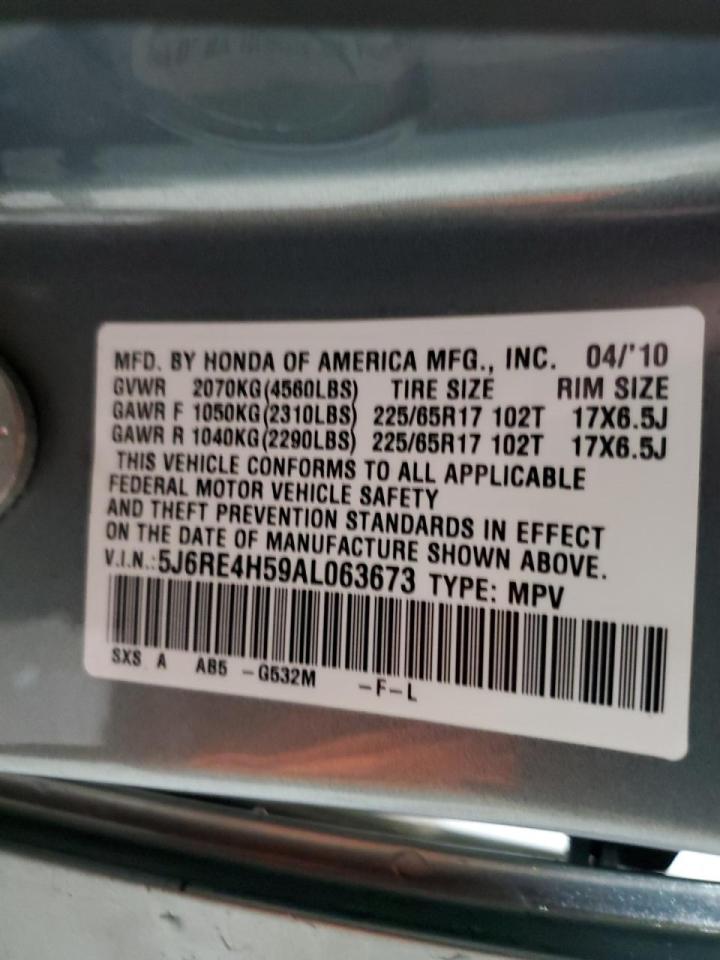 MFD. BY HONDA OF AMERICA MFG., INC. 04/'10
GVWR 2070KG(4560LBS) TIRE SIZE RIM SIZE
GAWR F 1050KG(2310LBS) 225/65R17 102T 17X6.5J
GAWR R 1040KG(2290LBS) 225/65R17 102T 17X6.5J
THIS VEHICLE CONFORMS TO ALL APPLICABLE
FEDERAL MOTOR VEHICLE SAFETY
AND THEFT PREVENTION STANDARDS IN EFFECT
ON THE DATE OF MANUFACTURE SHOWN ABOVE.
V.I.N.:5J6RE4H59AL063673 TYPE: MPV
SXS A AB5 -G532M -F-L